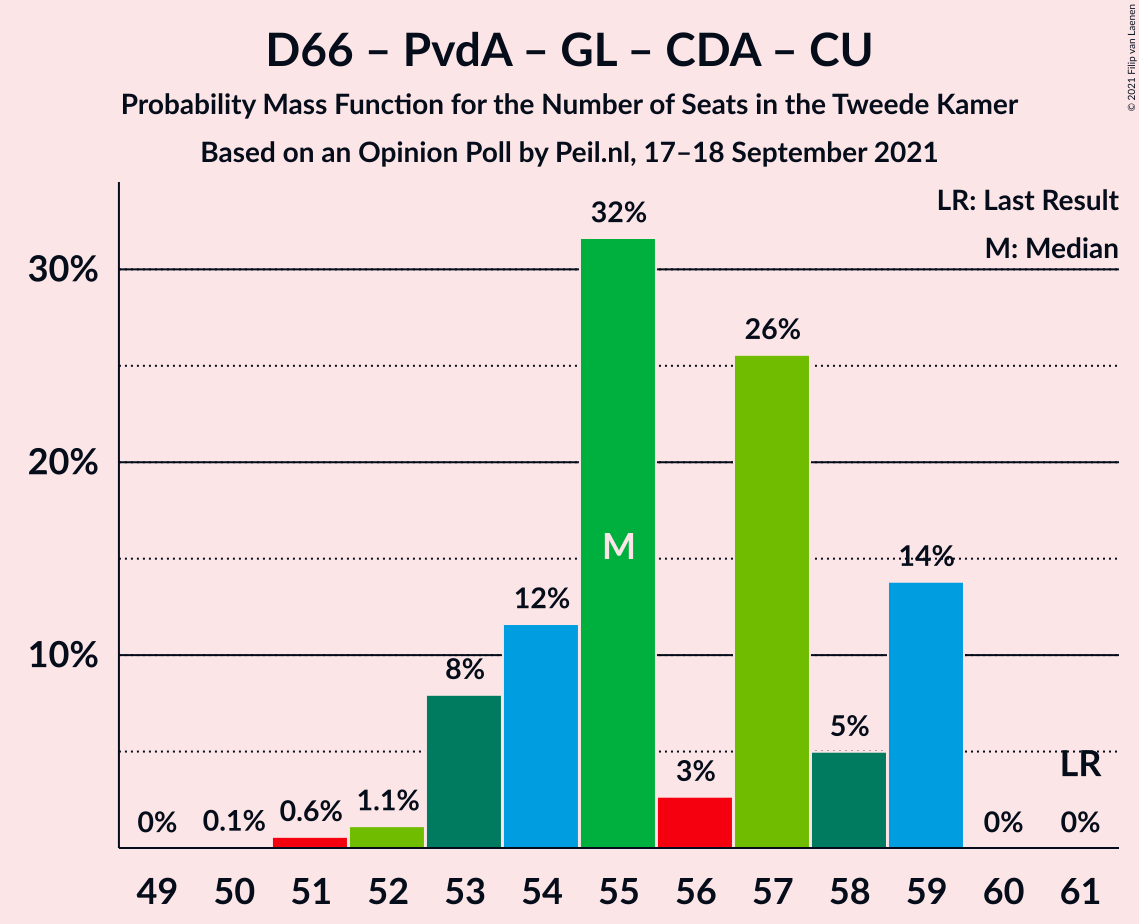 D66 – PvdA – GL – CDA – CU
Probability Mass Function for the Number of Seats in the Tweede Kamer
Based on an Opinion Poll by Peil.nl, 17–18 September 2021
© 2021 Filip van Laenen
LR: Last Result
M: Median
30%
20%
10%
0%
0.1%
0.6%
1.1%
8%
12%
32%
M
3%
26%
5%
14%
0%
LR
0%
49 50 51 52 53 54 55 56 57 58 59 60 61